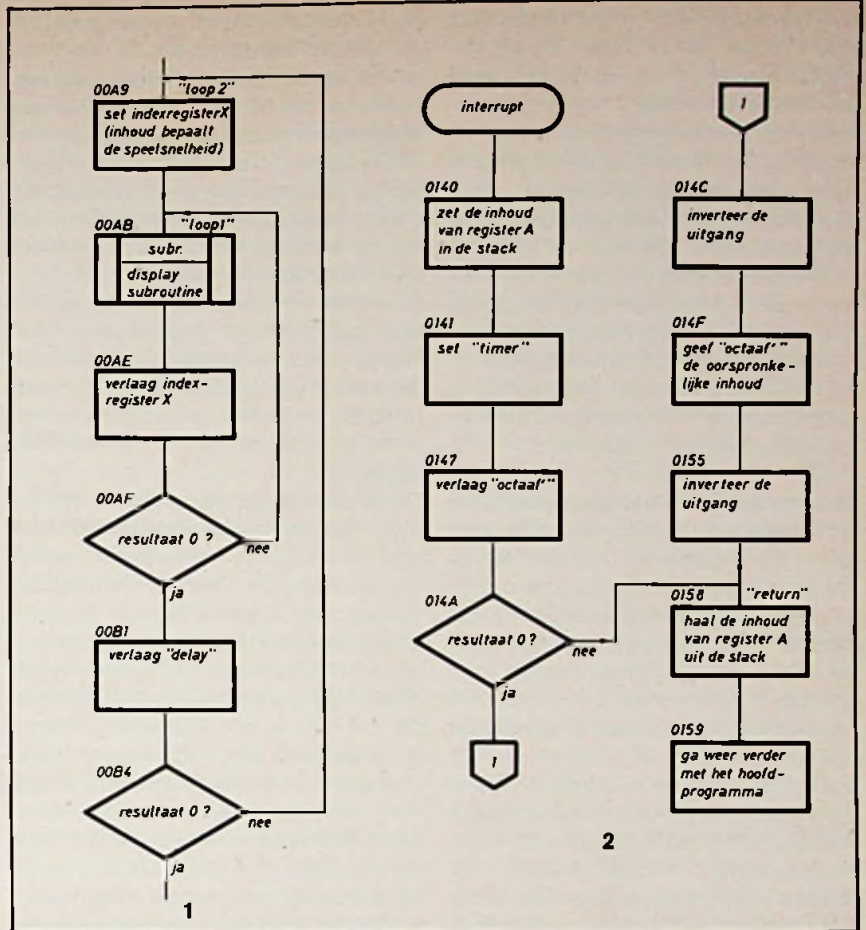 00A9
"loop 2"
set indexregister X
(inhoud bepaalt
de speelsnelheid)
00AB
"loop1"
subr.
display
subroutine
00AE
verlaag index-
register X
00AF
resultaat 0 ?
nee
ja
00B1
verlaag "delay"
00B4
resultaat 0 ?
nee
ja
1
interrupt
0140
zet de inhoud
van register A
in de stack
0141
set "timer"
0147
verlaag "octaaf'"
014A
resultaat 0 ?
nee
ja
1
1
014C
inverteer de
uitgang
014F
geef "octaaf'"
de oorspronke-
lijke inhoud
0155
inverteer de
uitgang
0158
"return"
haal de inhoud
van register A
uit de stack
0159
ga weer verder
met het hoofd-
programma
2